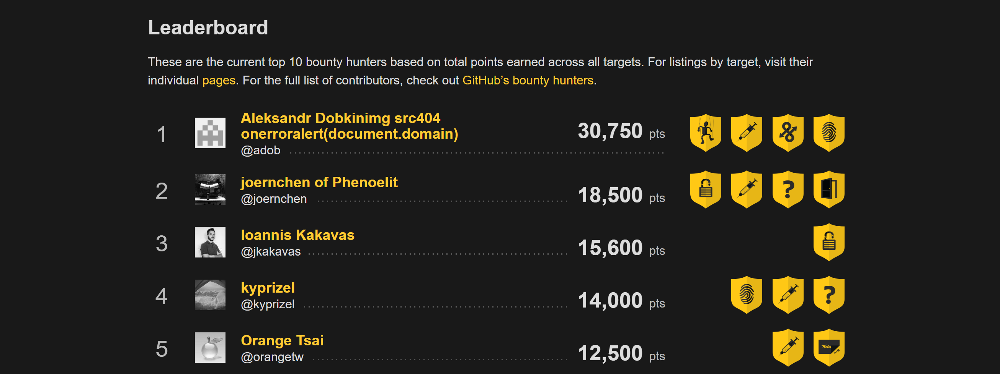 Leaderboard
These are the current top 10 bounty hunters based on total points earned across all targets. For listings by target, visit their
individual pages. For the full list of contributors, check out GitHub’s bounty hunters.
1
Aleksandr Dobkinimg src404
onerroralert(document.domain)
@adob
30,750 pts
2
joernchen of Phenoelit
@joernchen
18,500 pts
?
3
Ioannis Kakavas
@jkakavas
15,600 pts
4
kyprizel
@kyprizel
14,000 pts
?
5
Orange Tsai
@orangetw
12,500 pts